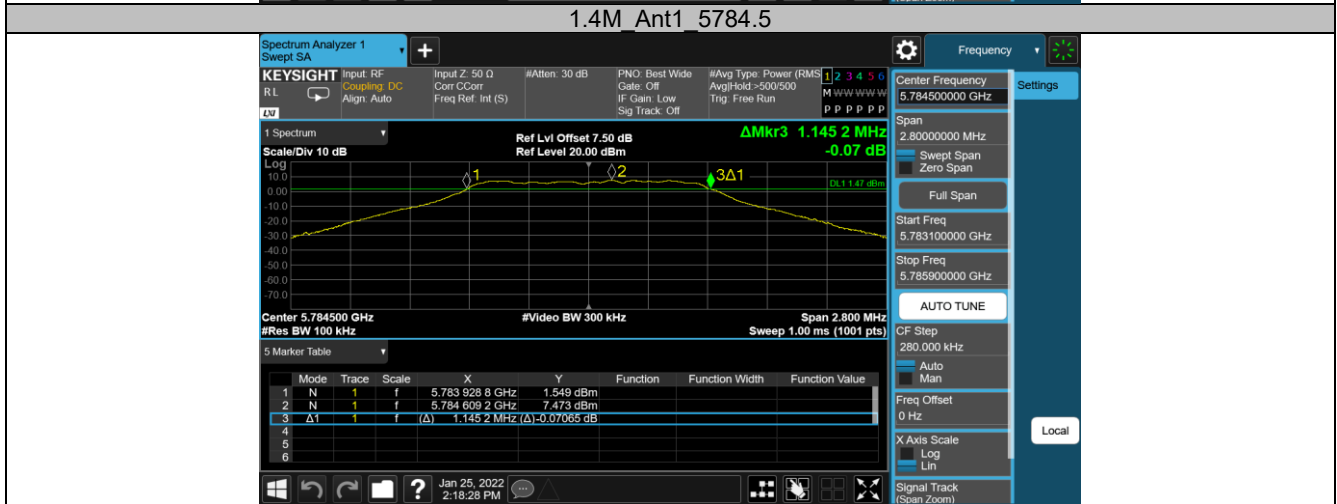 (Span Zoom)
1.4M_Ant1_5784.5
Spectrum Analyzer 1
Swept SA
Frequency
KEYSIGHT
RL
LXI
Input: RF
Coupling: DC
Align: Auto
Input Z: 50 Ω
Corr CCorr
Freq Ref: Int (S)
#Atten: 30 dB
PNO: Best Wide
Gate: Off
IF Gain: Low
Sig Track: Off
#Avg Type: Power (RMS
Avg|Hold:>500/500
Trig: Free Run
1 2 3 4 5 6
M W W W W W
P P P P P P
1 Spectrum
Scale/Div 10 dB
Ref Lvl Offset 7.50 dB
Ref Level 20.00 dBm
ΔMkr3 1.145 2 MHz
-0.07 dB
Log
10.0
0.00
-10.0
-20.0
-30.0
-40.0
-50.0
-60.0
-70.0
1
2
3Δ1
DL1 1.47 dBm
Center 5.784500 GHz
#Video BW 300 kHz
Span 2.800 MHz
#Res BW 100 kHz
Sweep 1.00 ms (1001 pts)
5 Marker Table
Mode Trace Scale X Y Function Function Width Function Value
1 N 1 f 5.783 928 8 GHz 1.549 dBm
2 N 1 f 5.784 609 2 GHz 7.473 dBm
3 Δ1 1 f (Δ) 1.145 2 MHz (Δ)-0.07065 dB
4
5
6
Jan 25, 2022
2:18:28 PM
Center Frequency
5.784500000 GHz
Settings
Span
2.80000000 MHz
Swept Span
Zero Span
Full Span
Start Freq
5.783100000 GHz
Stop Freq
5.785900000 GHz
AUTO TUNE
CF Step
280.000 kHz
Auto
Man
Freq Offset
0 Hz
X Axis Scale
Log
Lin
Local
Signal Track
(Span Zoom)